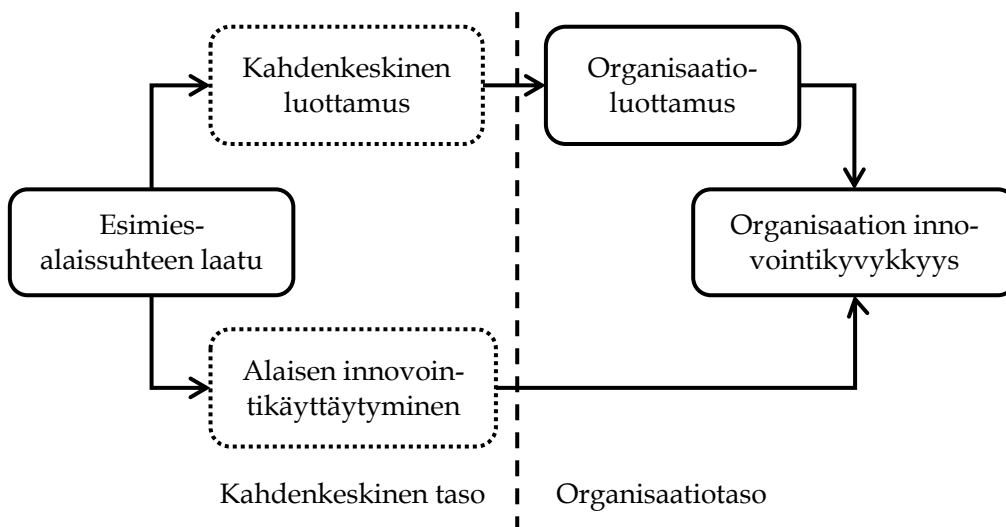 Kahdenkeskinen
luottamus
Organisaatio-
luottamus
Esimies-
alaissuhteen laatu
Organisaation inno-
vointikyvykkyys
Alaisen innovoin-
tikäyttäytyminen
Kahdenkeskinen taso
Organisaatiotaso